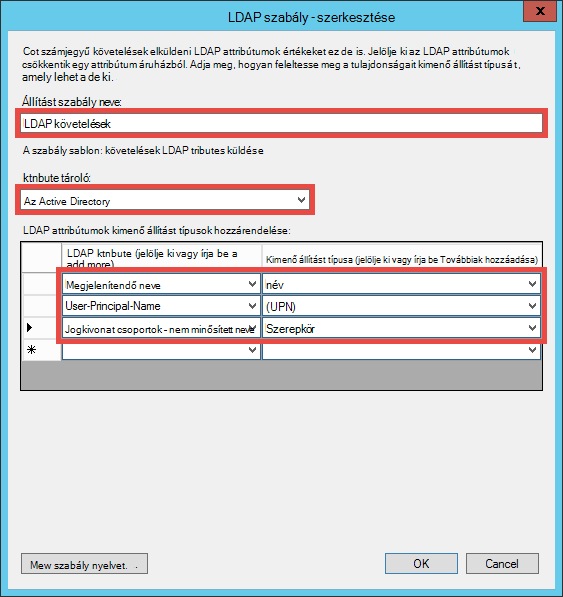 LDAP szabály - szerkesztése
x
Cot számjegyű követelések elküldeni LDAP attribútumok értékeket ez de is. Jelölje ki az LDAP attribútumok
csökkentik egy attribútum áruházból. Adja meg, hogyan feleltesse meg a tulajdonságait kimenő állítást típusát,
amely lehet a de ki.
Állítást szabály neve:
LDAP követelések
A szabály sablon: követelések LDAP tributes küldése
ktnbute tároló:
Az Active Directory
LDAP attribútumok kimenő állítást típusok hozzárendelése:
LDAP ktnbute (jelölje ki vagy írja be a
add more)
Kimenő állítást típusa (jelölje ki vagy írja be Továbbiak hozzáadása)
Megjelenítendő neve
név
User-Principal-Name
(UPN)
Jogkivonat csoportok - nem minősített neve
Szerepkör
Mew szabály nyelvet. .
OK
Cancel